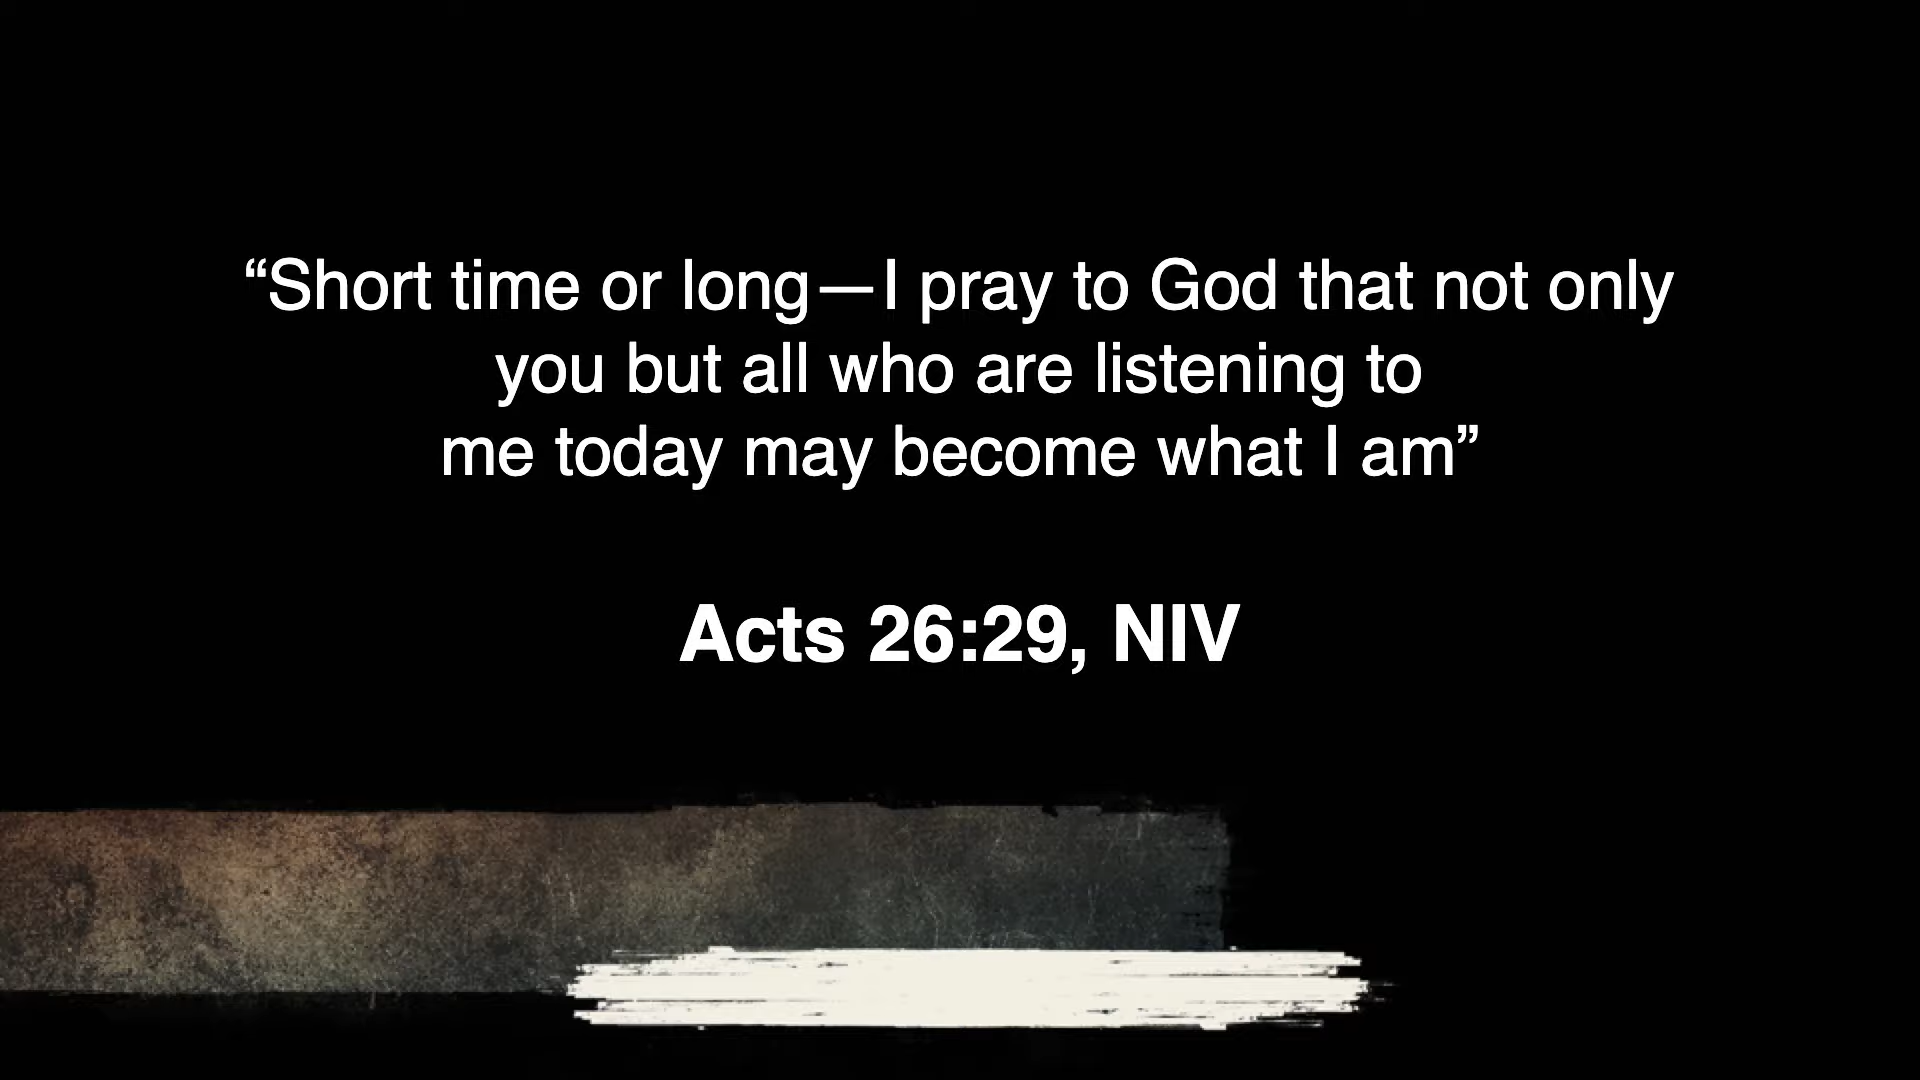 “Short time or long—I pray to God that not only
you but all who are listening to
me today may become what I am”
Acts 26:29, NIV